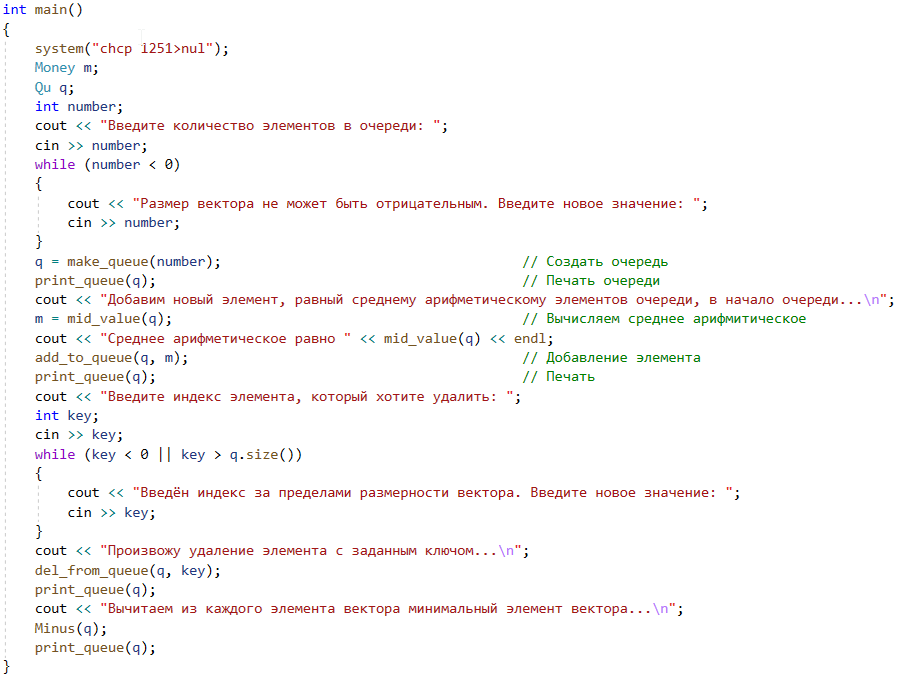 int main()
{
    system("chcp 1251>nul");
    Money m;
    Qu q;
    int number;
    cout << "Введите количество элементов в очереди: ";
    cin >> number;
    while (number < 0)
    {
        cout << "Размер вектора не может быть отрицательным. Введите новое значение: ";
        cin >> number;
    }
    q = make_queue(number); // Создать очередь
    print_queue(q); // Печать очереди
    cout << "Добавим новый элемент, равный среднему арифметическому элементов очереди, в начало очереди...\n";
    m = mid_value(q); // Вычисляем среднее арифмитическое
    cout << "Среднее арифметическое равно " << mid_value(q) << endl;
    add_to_queue(q, m); // Добавление элемента
    print_queue(q); // Печать
    cout << "Введите индекс элемента, который хотите удалить: ";
    int key;
    cin >> key;
    while (key < 0 || key > q.size())
    {
        cout << "Введён индекс за пределами размерности вектора. Введите новое значение: ";
        cin >> key;
    }
    cout << "Произвожу удаление элемента с заданным ключом...\n";
    del_from_queue(q, key);
    print_queue(q);
    cout << "Вычитаем из каждого элемента вектора минимальный элемент вектора...\n";
    Minus(q);
    print_queue(q);
}